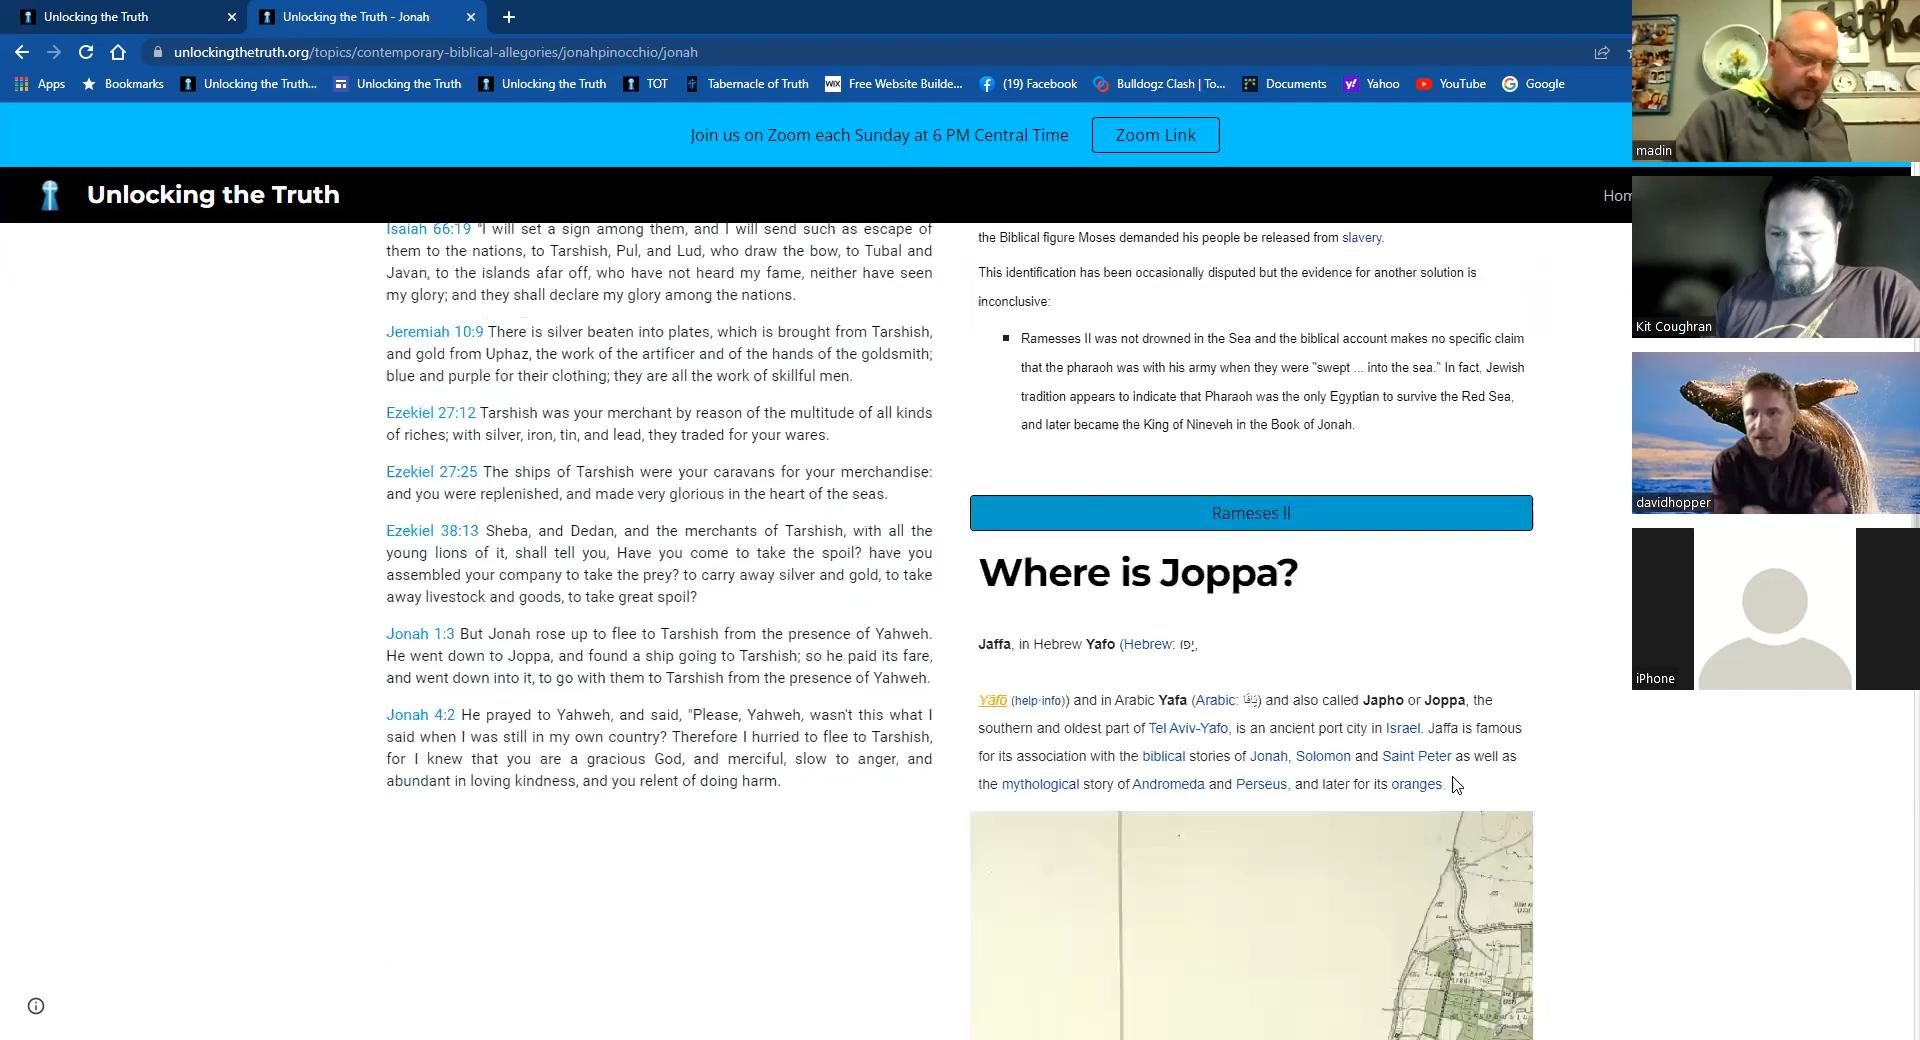 Unlocking the Truth
Unlocking the Truth - Jonah
unlockingthetruth.org/topics/contemporary-biblical-allegories/jonahpinocchio/jonah
Apps
Bookmarks
Unlocking the Truth...
Unlocking the Truth
Unlocking the Truth
TOT
Tabernacle of Truth
WIX
Free Website Builde...
(19) Facebook
Bulldogz Clash | To...
Documents
Yahoo
YouTube
Google
Join us on Zoom each Sunday at 6 PM Central Time
Zoom Link
Unlocking the Truth
Hom
Isaiah 66:19 "I will set a sign among them, and I will send such as escape of
them to the nations, to Tarshish, Pul, and Lud, who draw the bow, to Tubal and
Javan, to the islands afar off, who have not heard my fame, neither have seen
my glory; and they shall declare my glory among the nations.
Jeremiah 10:9 There is silver beaten into plates, which is brought from Tarshish,
and gold from Uphaz, the work of the artificer and of the hands of the goldsmith;
blue and purple for their clothing; they are all the work of skillful men.
Ezekiel 27:12 Tarshish was your merchant by reason of the multitude of all kinds
of riches; with silver, iron, tin, and lead, they traded for your wares.
Ezekiel 27:25 The ships of Tarshish were your caravans for your merchandise:
and you were replenished, and made very glorious in the heart of the seas.
Ezekiel 38:13 Sheba, and Dedan, and the merchants of Tarshish, with all the
young lions of it, shall tell you, Have you come to take the spoil? have you
assembled your company to take the prey? to carry away silver and gold, to take
away livestock and goods, to take great spoil?
Jonah 1:3 But Jonah rose up to flee to Tarshish from the presence of Yahweh.
He went down to Joppa, and found a ship going to Tarshish; so he paid its fare,
and went down into it, to go with them to Tarshish from the presence of Yahweh.
Jonah 4:2 He prayed to Yahweh, and said, "Please, Yahweh, wasn't this what I
said when I was still in my own country? Therefore I hurried to flee to Tarshish,
for I knew that you are a gracious God, and merciful, slow to anger, and
abundant in loving kindness, and you relent of doing harm.
the Biblical figure Moses demanded his people be released from slavery.
This identification has been occasionally disputed but the evidence for another solution is
inconclusive:
Ramesses II was not drowned in the Sea and the biblical account makes no specific claim
that the pharaoh was with his army when they were "swept ... into the sea." In fact, Jewish
tradition appears to indicate that Pharaoh was the only Egyptian to survive the Red Sea,
and later became the King of Nineveh in the Book of Jonah.
Rameses II
Where is Joppa?
Jaffa, in Hebrew Yafo (Hebrew: יָפוֹ,
Yāfō (help·info)) and in Arabic Yafa (Arabic: يَافَا) and also called Japho or Joppa, the
southern and oldest part of Tel Aviv-Yafo, is an ancient port city in Israel. Jaffa is famous
for its association with the biblical stories of Jonah, Solomon and Saint Peter as well as
the mythological story of Andromeda and Perseus, and later for its oranges.
madin
Kit Coughran
davidhopper
iPhone